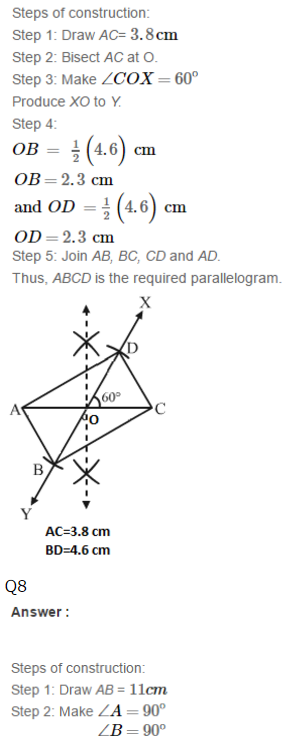 Steps of construction:
Step 1: Draw AC= 3.8cm
Step 2: Bisect AC at O.
Step 3: Make ∠COX = 60°
Produce XO to Y.
Step 4:
OB = 1/2 (4.6) cm
OB = 2.3 cm
and OD = 1/2 (4.6) cm
OD = 2.3 cm
Step 5: Join AB, BC, CD and AD.
Thus, ABCD is the required parallelogram.
X
D
60°
A
C
O
B
Y
AC=3.8 cm
BD=4.6 cm
Q8
Answer :
Steps of construction:
Step 1: Draw AB = 11cm
Step 2: Make ∠A = 90°
∠B = 90°